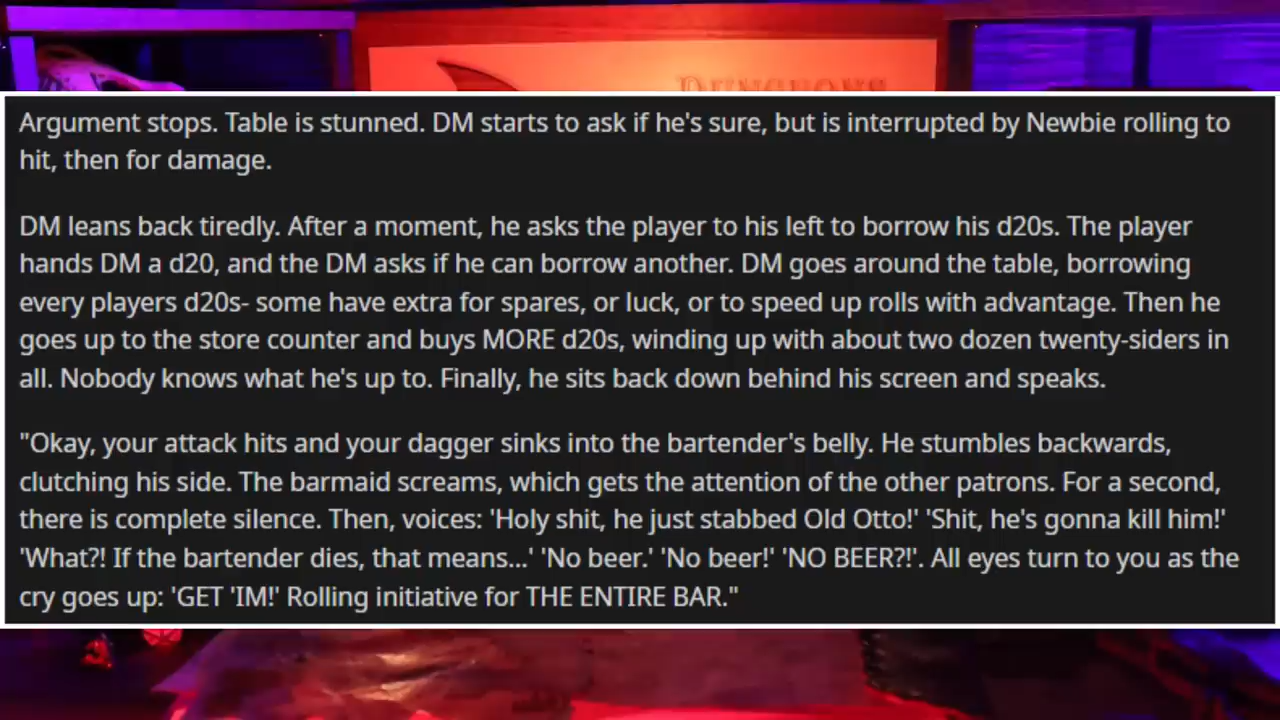 DUNGEONS
Argument stops. Table is stunned. DM starts to ask if he's sure, but is interrupted by Newbie rolling to
hit, then for damage.
DM leans back tiredly. After a moment, he asks the player to his left to borrow his d20s. The player
hands DM a d20, and the DM asks if he can borrow another. DM goes around the table, borrowing
every players d20s- some have extra for spares, or luck, or to speed up rolls with advantage. Then he
goes up to the store counter and buys MORE d20s, winding up with about two dozen twenty-siders in
all. Nobody knows what he's up to. Finally, he sits back down behind his screen and speaks.
"Okay, your attack hits and your dagger sinks into the bartender's belly. He stumbles backwards,
clutching his side. The barmaid screams, which gets the attention of the other patrons. For a second,
there is complete silence. Then, voices: 'Holy shit, he just stabbed Old Otto!' 'Shit, he's gonna kill him!'
'What?! If the bartender dies, that means...' 'No beer.' 'No beer!' 'NO BEER?!'. All eyes turn to you as the
cry goes up: 'GET 'IM!' Rolling initiative for THE ENTIRE BAR."